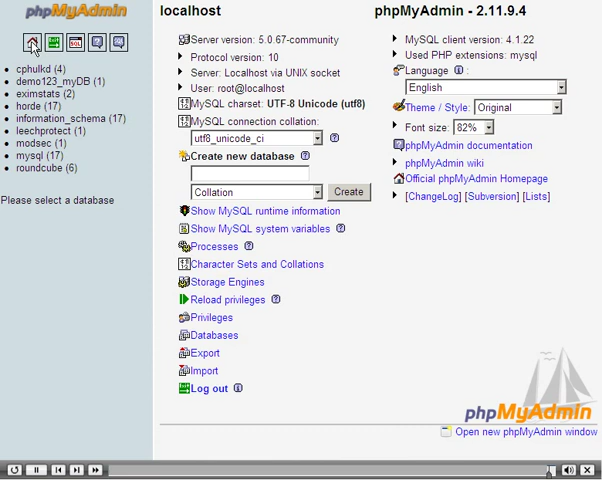 phpMyAdmin
SQL
cphulkd (4)
demo123_myDB (1)
eximstats (2)
horde (17)
information_schema (17)
leechprotect (1)
modsec (1)
mysql (17)
roundcube (6)
Please select a database
localhost
Server version: 5.0.67-community
Protocol version: 10
Server: Localhost via UNIX socket
User: root@localhost
MySQL charset: UTF-8 Unicode (utf8)
MySQL connection collation:
utf8_unicode_ci
Create new database
Collation
Create
Show MySQL runtime information
Show MySQL system variables
Processes
Character Sets and Collations
Storage Engines
Reload privileges
Privileges
Databases
Export
Import
Log out
phpMyAdmin - 2.11.9.4
MySQL client version: 4.1.22
Used PHP extensions: mysql
Language :
English
Theme / Style: Original
Font size: 82%
phpMyAdmin documentation
phpMyAdmin wiki
Official phpMyAdmin Homepage
[ChangeLog] [Subversion] [Lists]
phpMyAdmin
Open new phpMyAdmin window